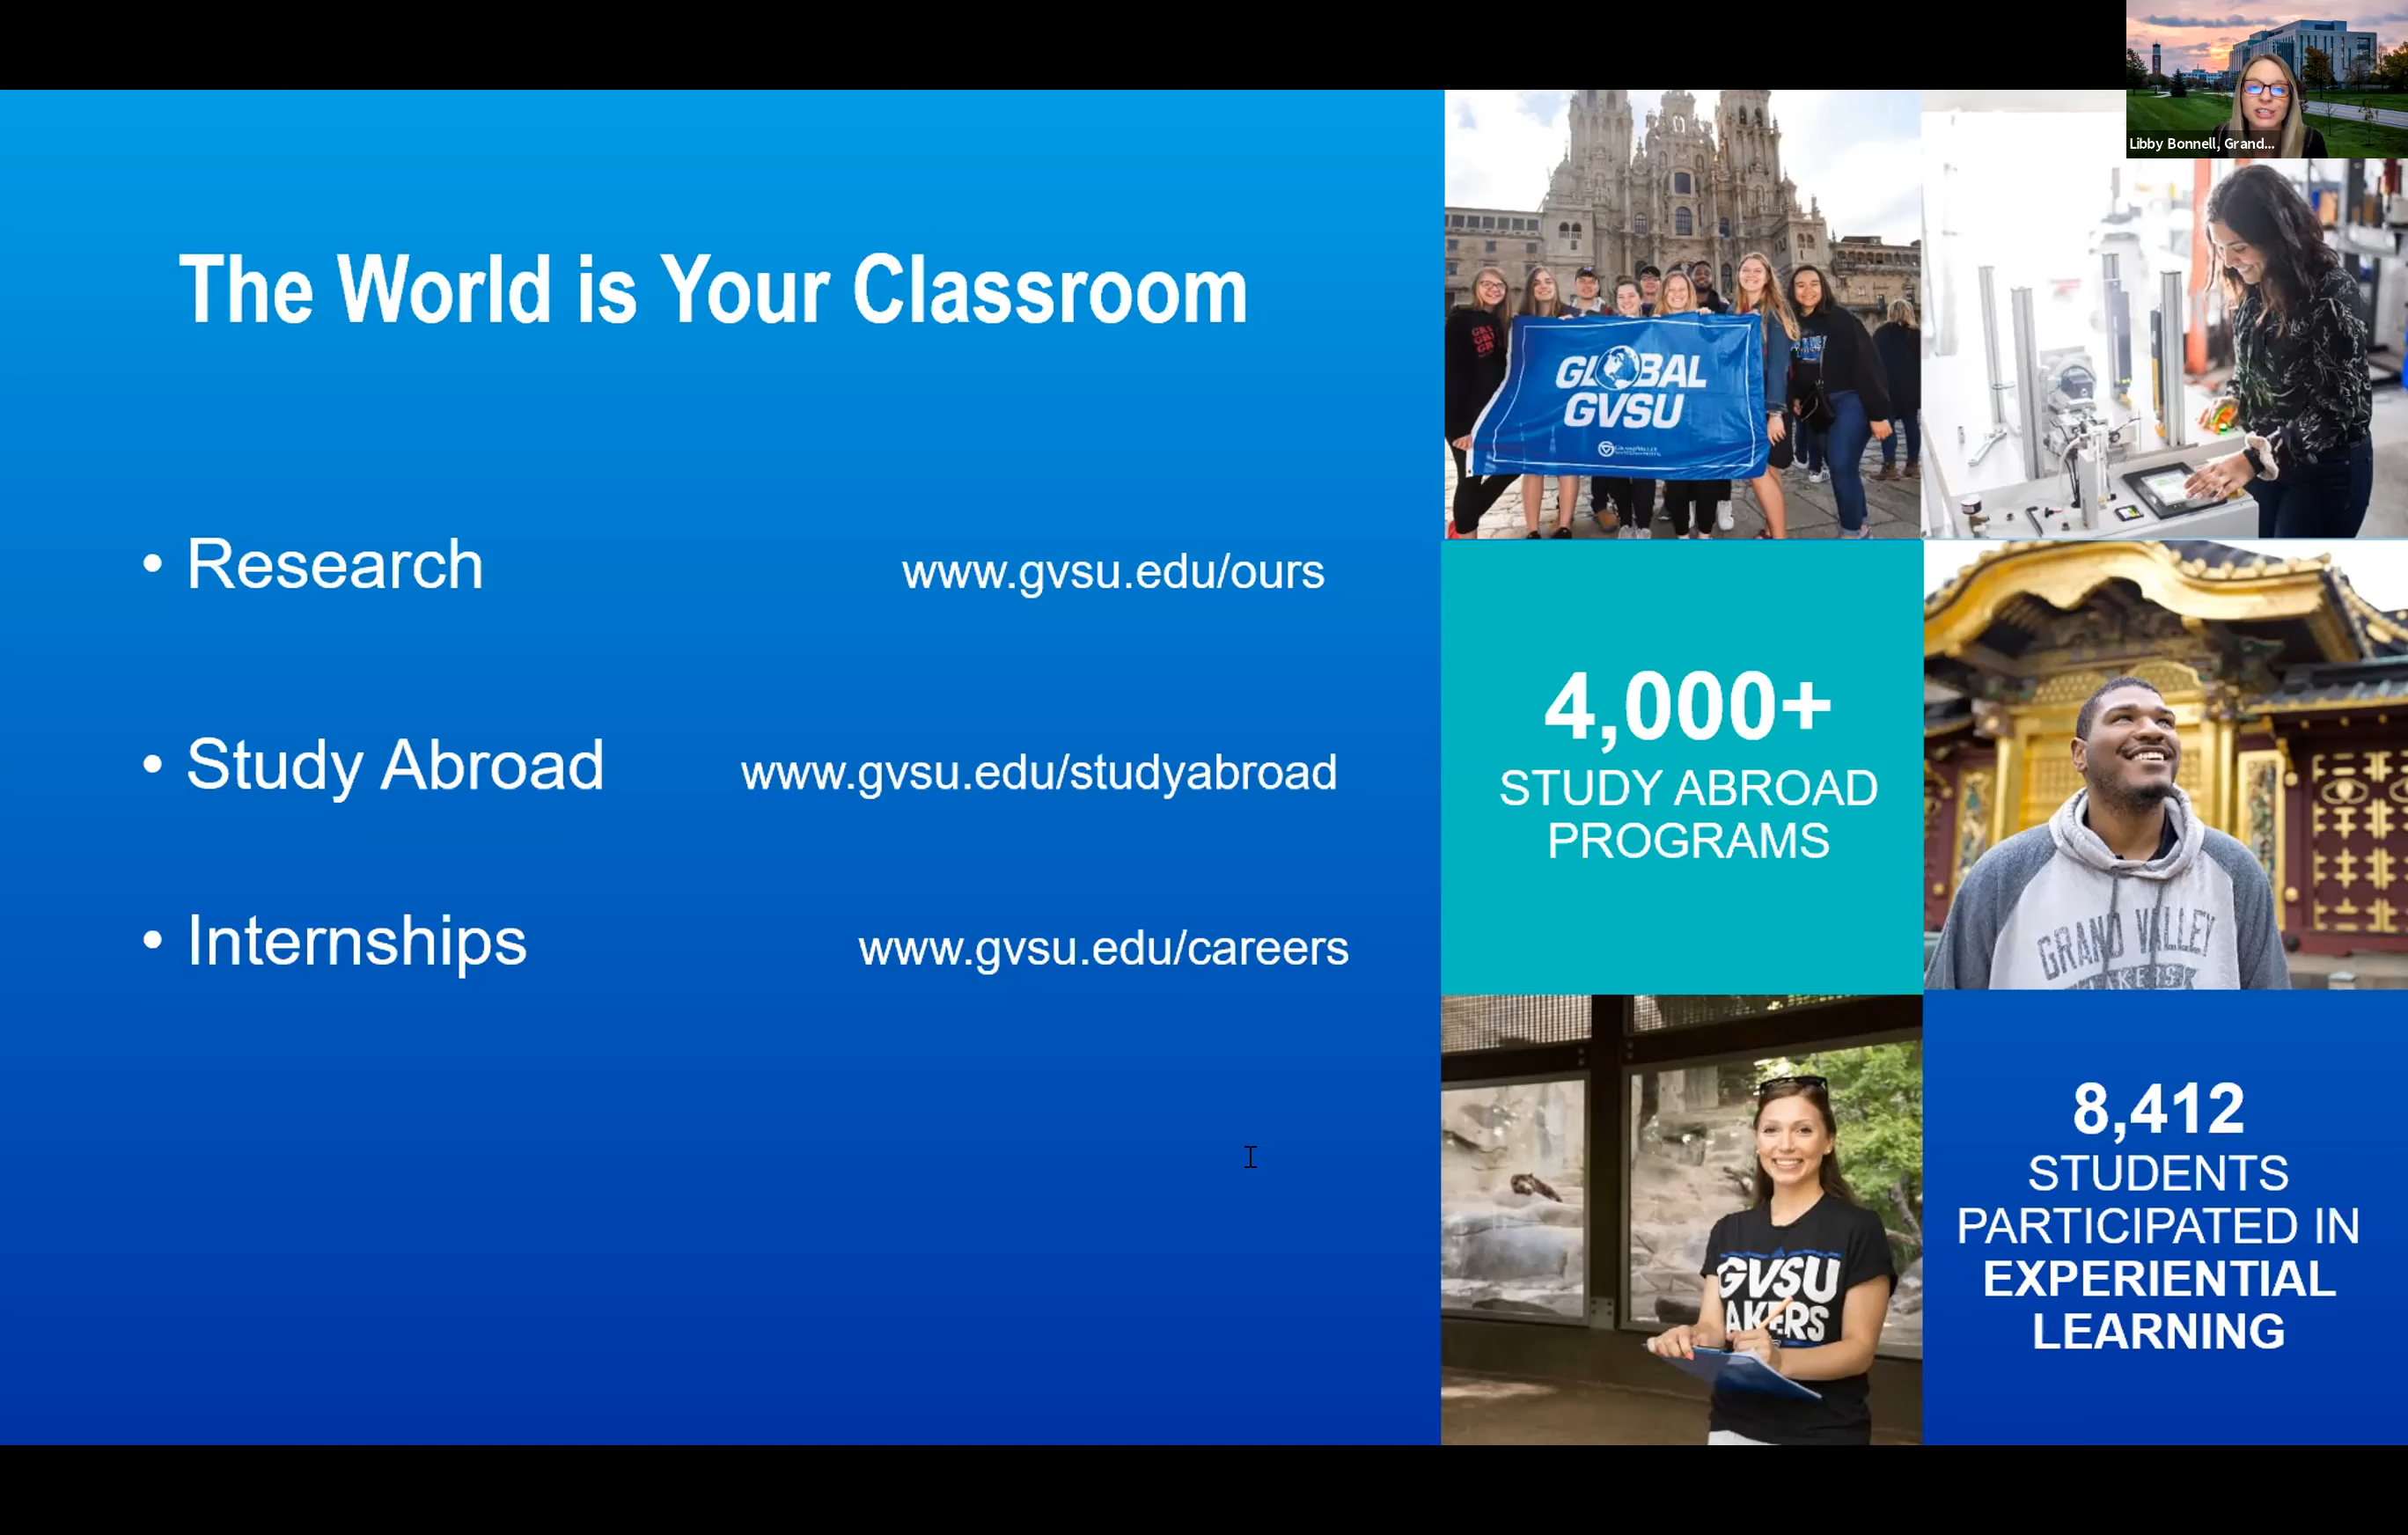 Libby Bonnell, Grand...
The World is Your Classroom
• Research www.gvsu.edu/ours
• Study Abroad www.gvsu.edu/studyabroad
• Internships www.gvsu.edu/careers
GLOBAL
GVSU
4,000+
STUDY ABROAD
PROGRAMS
GRAND VALLEY
GVSU
AKERS
8,412
STUDENTS
PARTICIPATED IN
EXPERIENTIAL
LEARNING